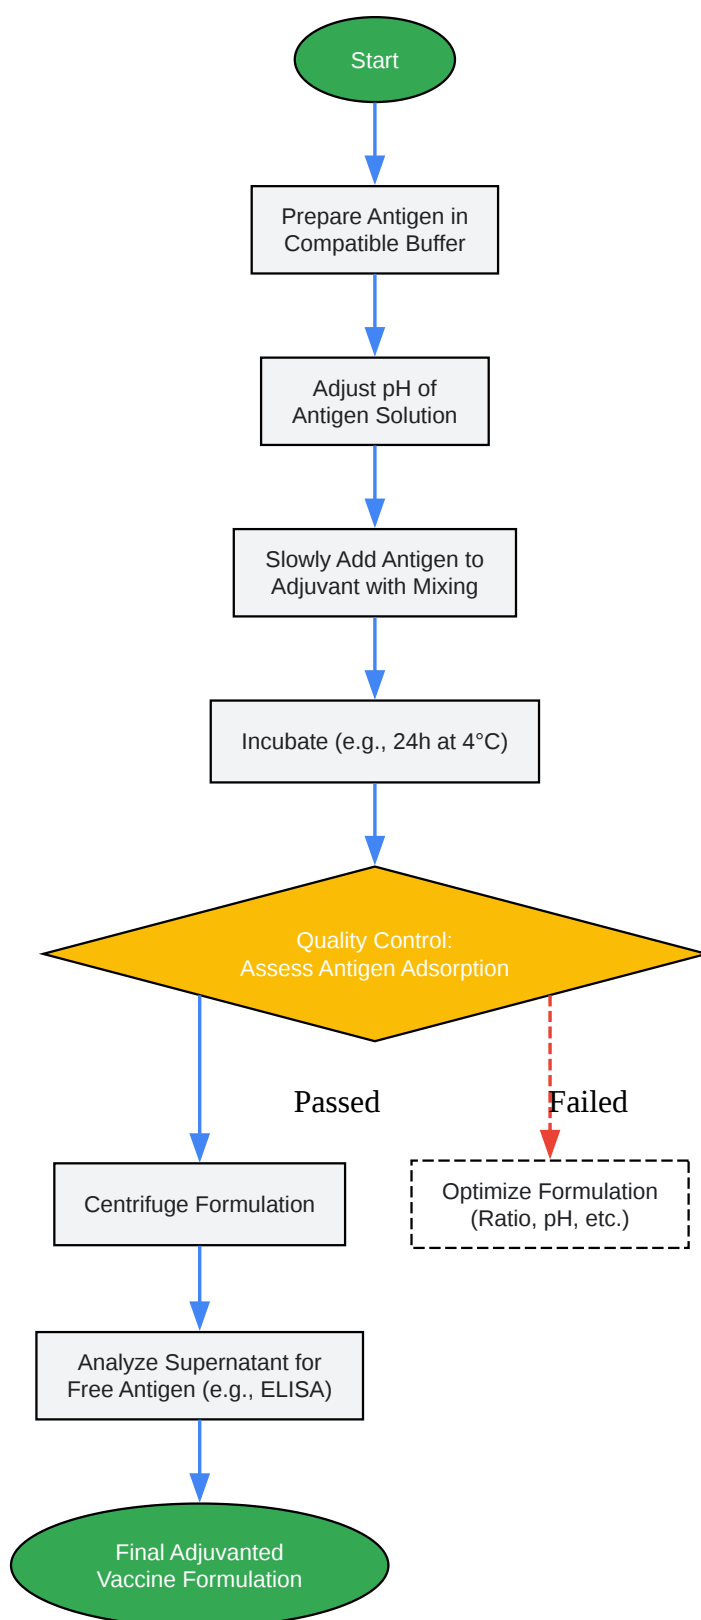 Start
Prepare Antigen in
Compatible Buffer
Adjust pH of
Antigen Solution
Slowly Add Antigen to
Adjuvant with Mixing
Incubate (e.g., 24h at 4°C)
Quality Control:
Assess Antigen Adsorption
Passed
Failed
Centrifuge Formulation
Optimize Formulation
(Ratio, pH, etc.)
Analyze Supernatant for
Free Antigen (e.g., ELISA)
Final Adjuvanted
Vaccine Formulation